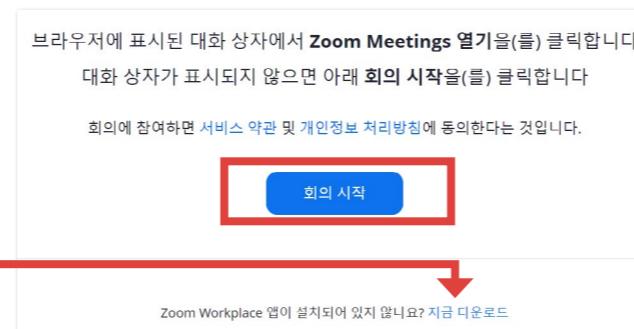 브라우저에 표시된 대화 상자에서 Zoom Meetings 열기을(를) 클릭합니다
대화 상자가 표시되지 않으면 아래 회의 시작을(를) 클릭합니다
회의에 참여하면 서비스 약관 및 개인정보 처리방침에 동의한다는 것입니다.
회의 시작
Zoom Workplace 앱이 설치되어 있지 않니요? 지금 다운로드